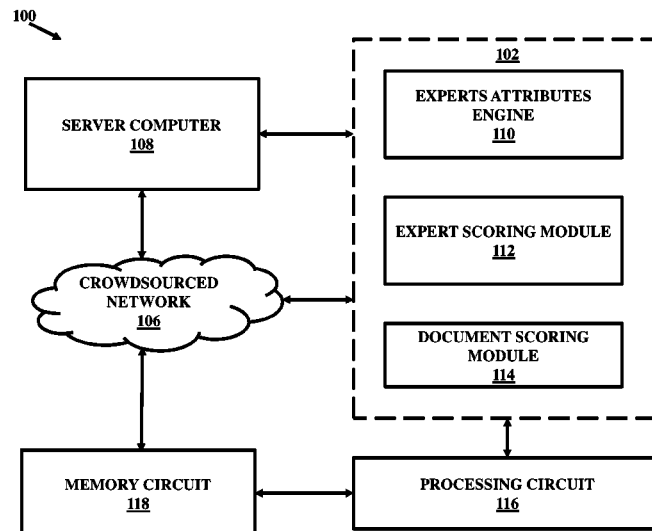 100
102
EXPERTS ATTRIBUTES
ENGINE
110
SERVER COMPUTER
108
EXPERT SCORING MODULE
112
CROWDSOURCED
NETWORK
106
DOCUMENT SCORING
MODULE
114
MEMORY CIRCUIT
118
PROCESSING CIRCUIT
116